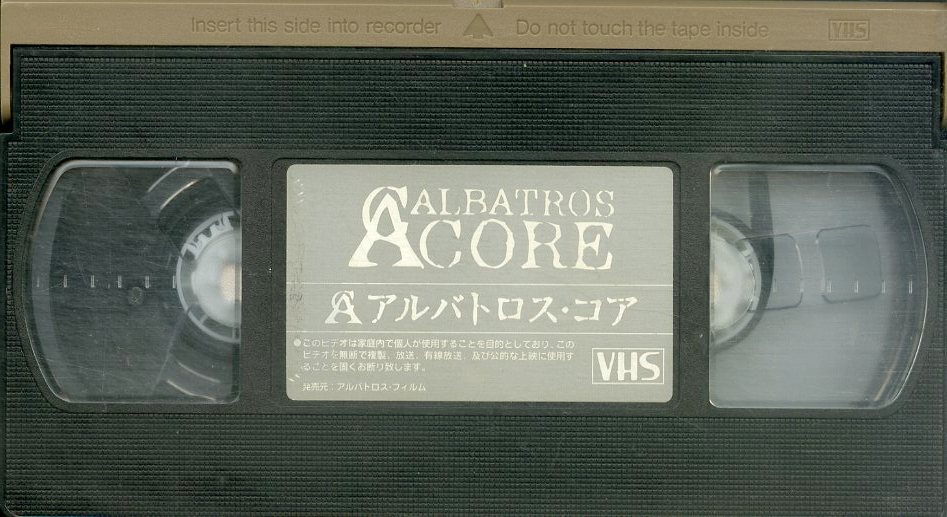 Insert this side into recorder ▲ Do not touch the tape inside VHS
ALBATROS
CORE
アルバトロス・コア
●このビデオは家庭内で個人が使用することを目的としており、この
ビデオを無断で複製、放送、有線放送、及び公的な上映に使用す
ることを固くお断り致します。
発売元:アルバトロス・フィルム
VHS